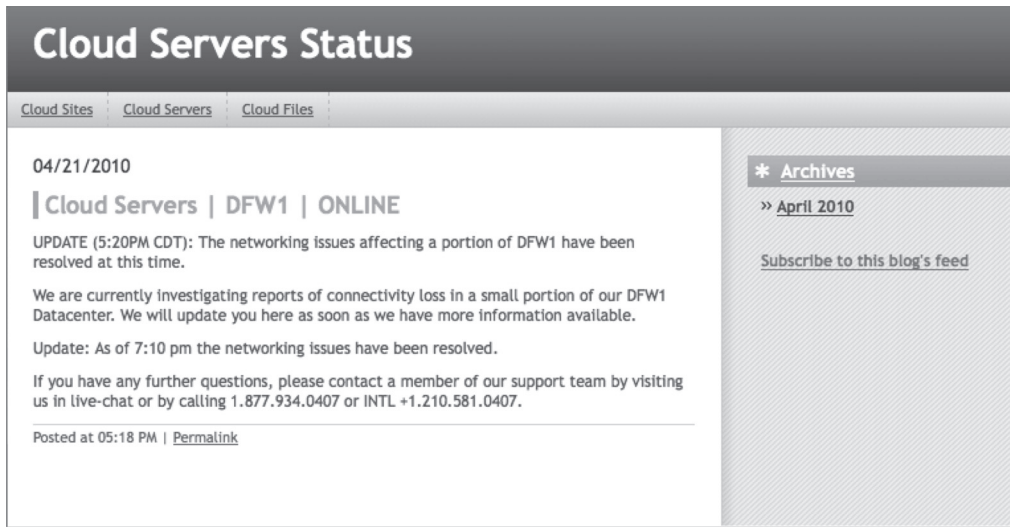 Cloud Servers Status
Cloud Sites
Cloud Servers
Cloud Files
04/21/2010
Cloud Servers | DFW1 | ONLINE
UPDATE (5:20PM CDT): The networking issues affecting a portion of DFW1 have been
resolved at this time.
We are currently investigating reports of connectivity loss in a small portion of our DFW1
Datacenter. We will update you here as soon as we have more information available.
Update: As of 7:10 pm the networking issues have been resolved.
If you have any further questions, please contact a member of our support team by visiting
us in live-chat or by calling 1.877.934.0407 or INTL +1.210.581.0407.
Posted at 05:18 PM | Permalink
* Archives
» April 2010
Subscribe to this blog's feed